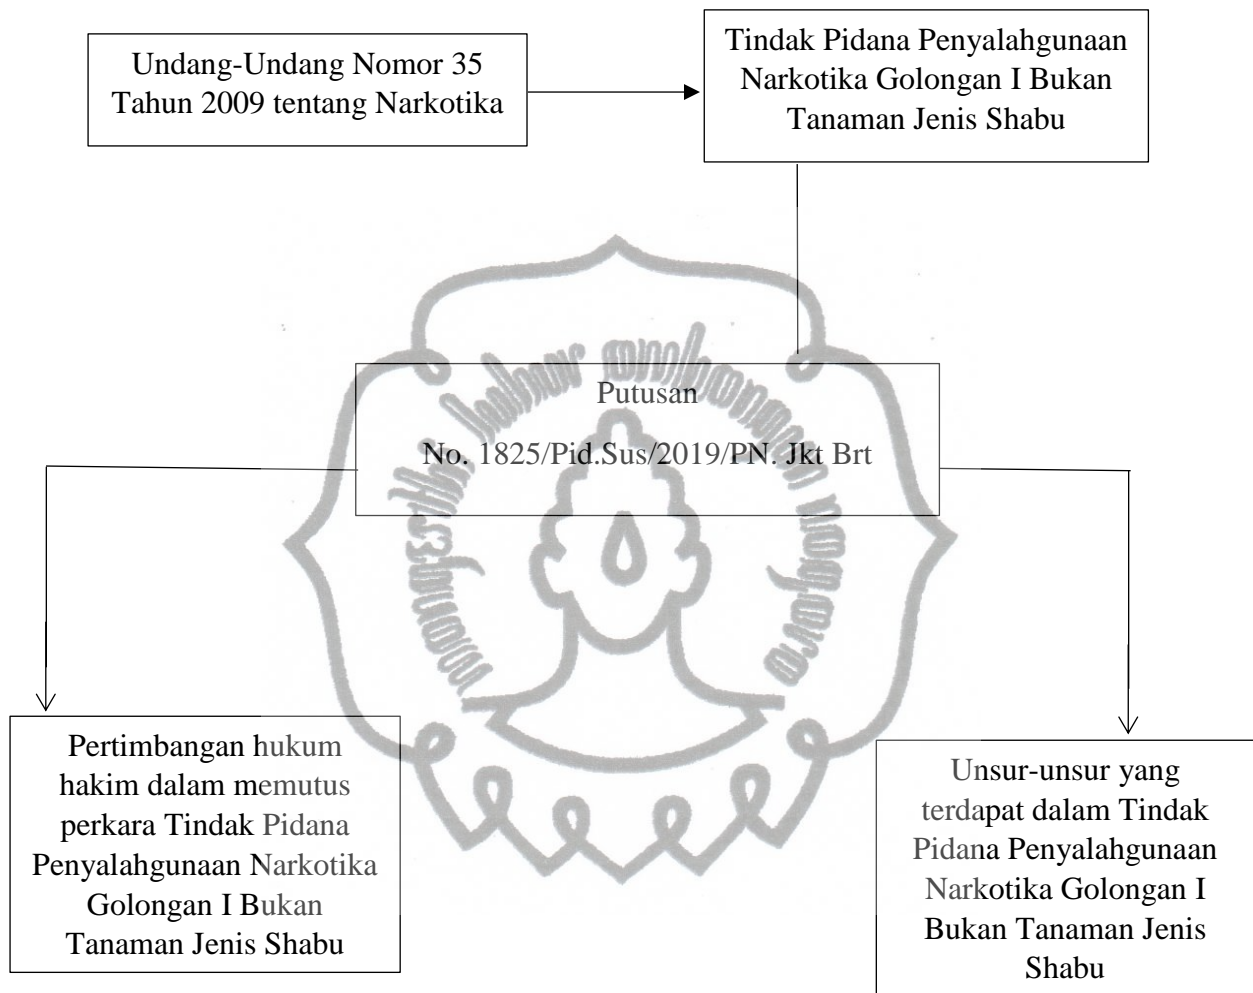 Undang-Undang Nomor 35
Tahun 2009 tentang Narkotika
Tindak Pidana Penyalahgunaan
Narkotika Golongan I Bukan
Tanaman Jenis Shabu
Putusan
No. 1825/Pid.Sus/2019/PN. Jkt Brt
Pertimbangan hukum
hakim dalam memutus
perkara Tindak Pidana
Penyalahgunaan Narkotika
Golongan I Bukan
Tanaman Jenis Shabu
Unsur-unsur yang
terdapat dalam Tindak
Pidana Penyalahgunaan
Narkotika Golongan I
Bukan Tanaman Jenis
Shabu